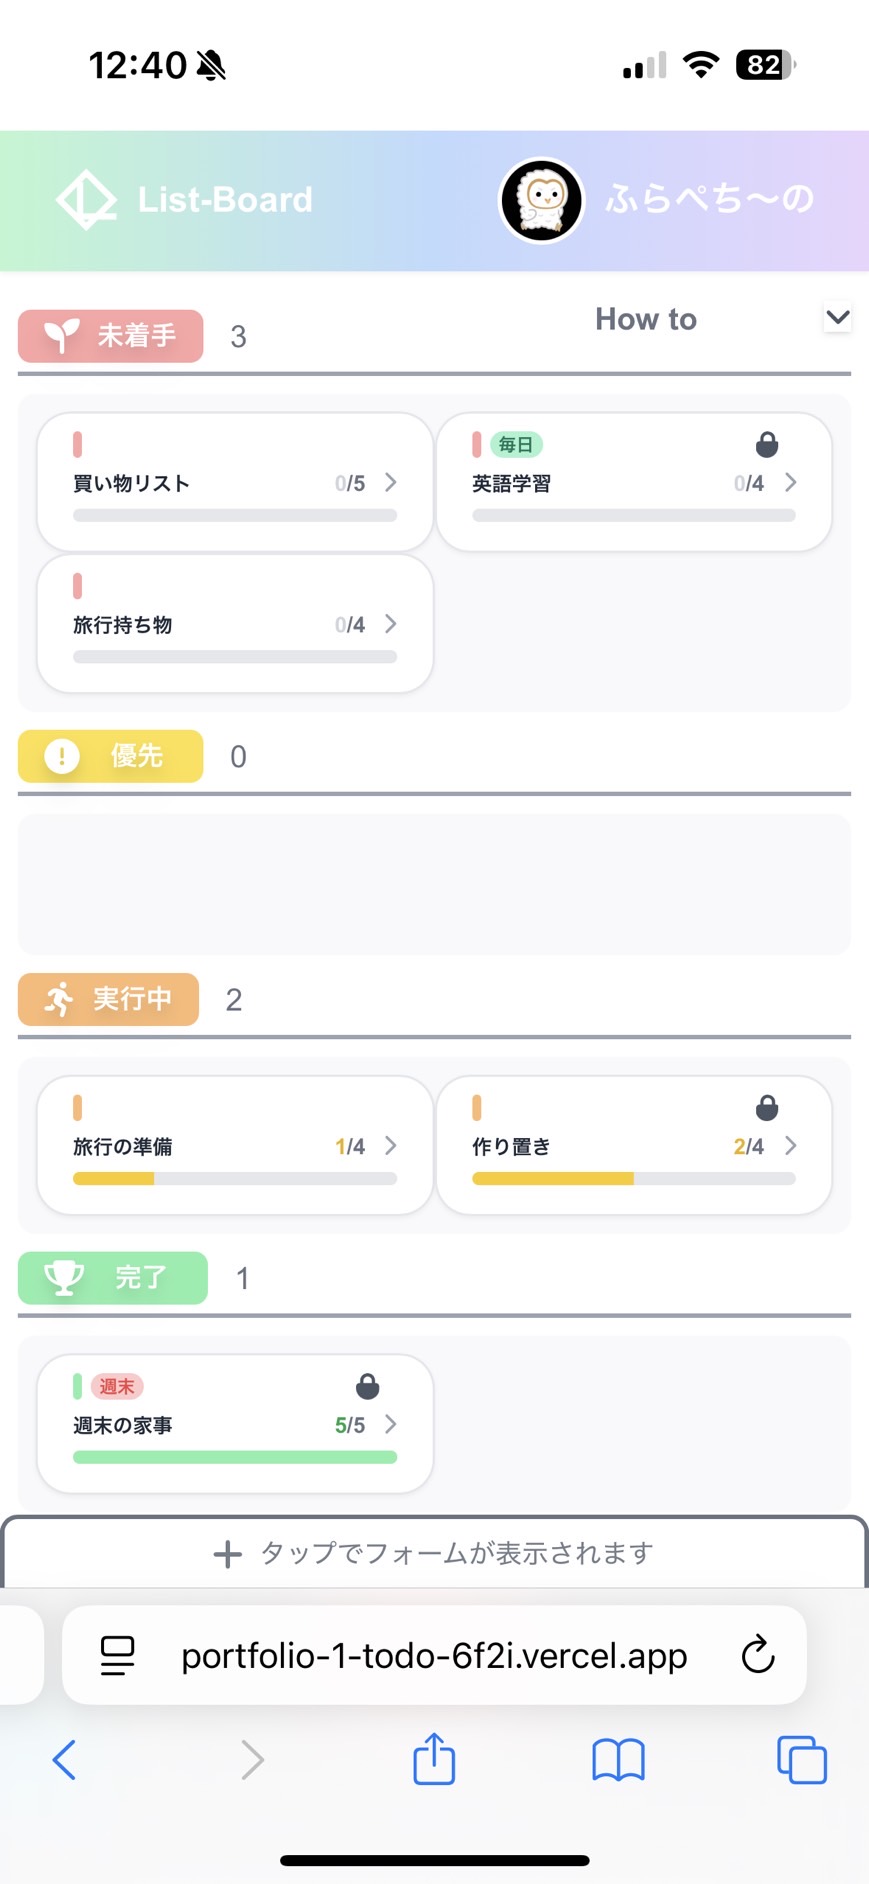 12:40
82
List-Board
ふらぺち〜の
未着手 3
How to
買い物リスト 0/5
毎日
英語学習 0/4
旅行持ち物 0/4
優先 0
実行中 2
旅行の準備 1/4
作り置き 2/4
完了 1
週末
週末の家事 5/5
+ タップでフォームが表示されます
portfolio-1-todo-6f2i.vercel.app